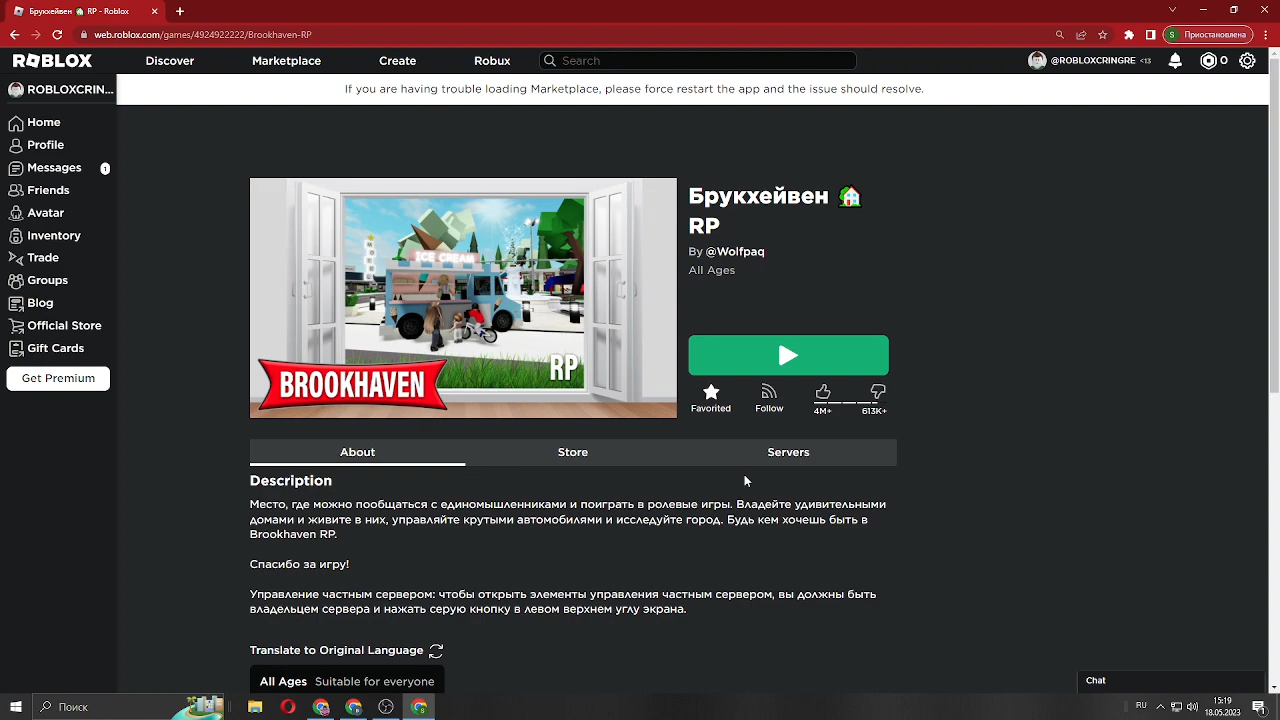 Брукхейвен 🏡 RP - Roblox
web.roblox.com/games/4924922222/Brookhaven-RP
S Приостановлена
ROBLOX
Discover
Marketplace
Create
Robux
Search
@ROBLOXCRINGRE <13
0
ROBLOXCRIN...
If you are having trouble loading Marketplace, please force restart the app and the issue should resolve.
Home
Profile
Messages 1
Friends
Avatar
Inventory
Trade
Groups
Blog
Official Store
Gift Cards
Get Premium
MOTEL
ICE CREAM
BROOKHAVEN
RP
Брукхейвен 🏡
RP
By @Wolfpaq
All Ages
Favorited
Follow
4M+
613K+
About
Store
Servers
Description
Место, где можно пообщаться с единомышленниками и поиграть в ролевые игры. Владейте удивительными
домами и живите в них, управляйте крутыми автомобилями и исследуйте город. Будь кем хочешь быть в
Brookhaven RP.
Спасибо за игру!
Управление частным сервером: чтобы открыть элементы управления частным сервером, вы должны быть
владельцем сервера и нажать серую кнопку в левом верхнем углу экрана.
Translate to Original Language
All Ages Suitable for everyone
Chat
Поиск
RU
15:19
18.05.2023
1